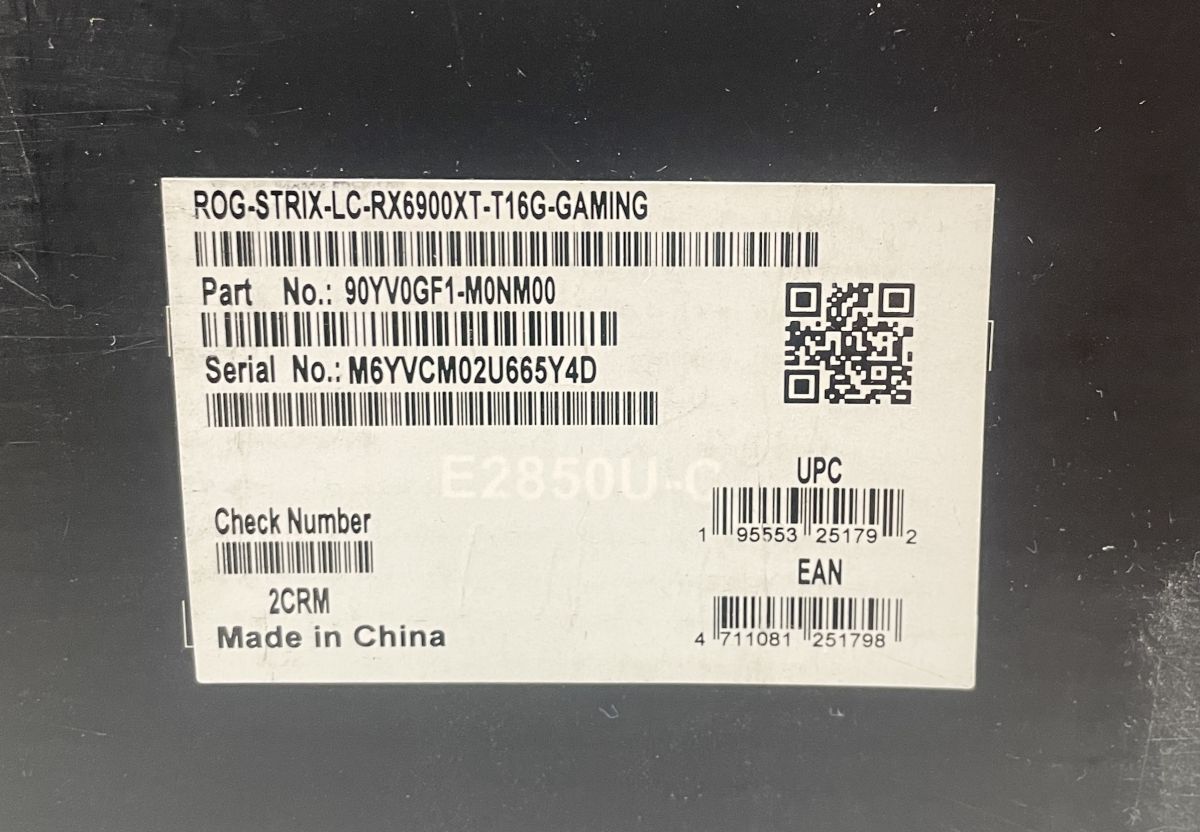 ROG-STRIX-LC-RX6900XT-T16G-GAMING
Part No.: 90YV0GF1-M0NM00
Serial No.: M6YVCM02U665Y4D
E2850U-C
UPC
1 95553 25179 2
Check Number
2CRM
EAN
4 711081 251798
Made in China